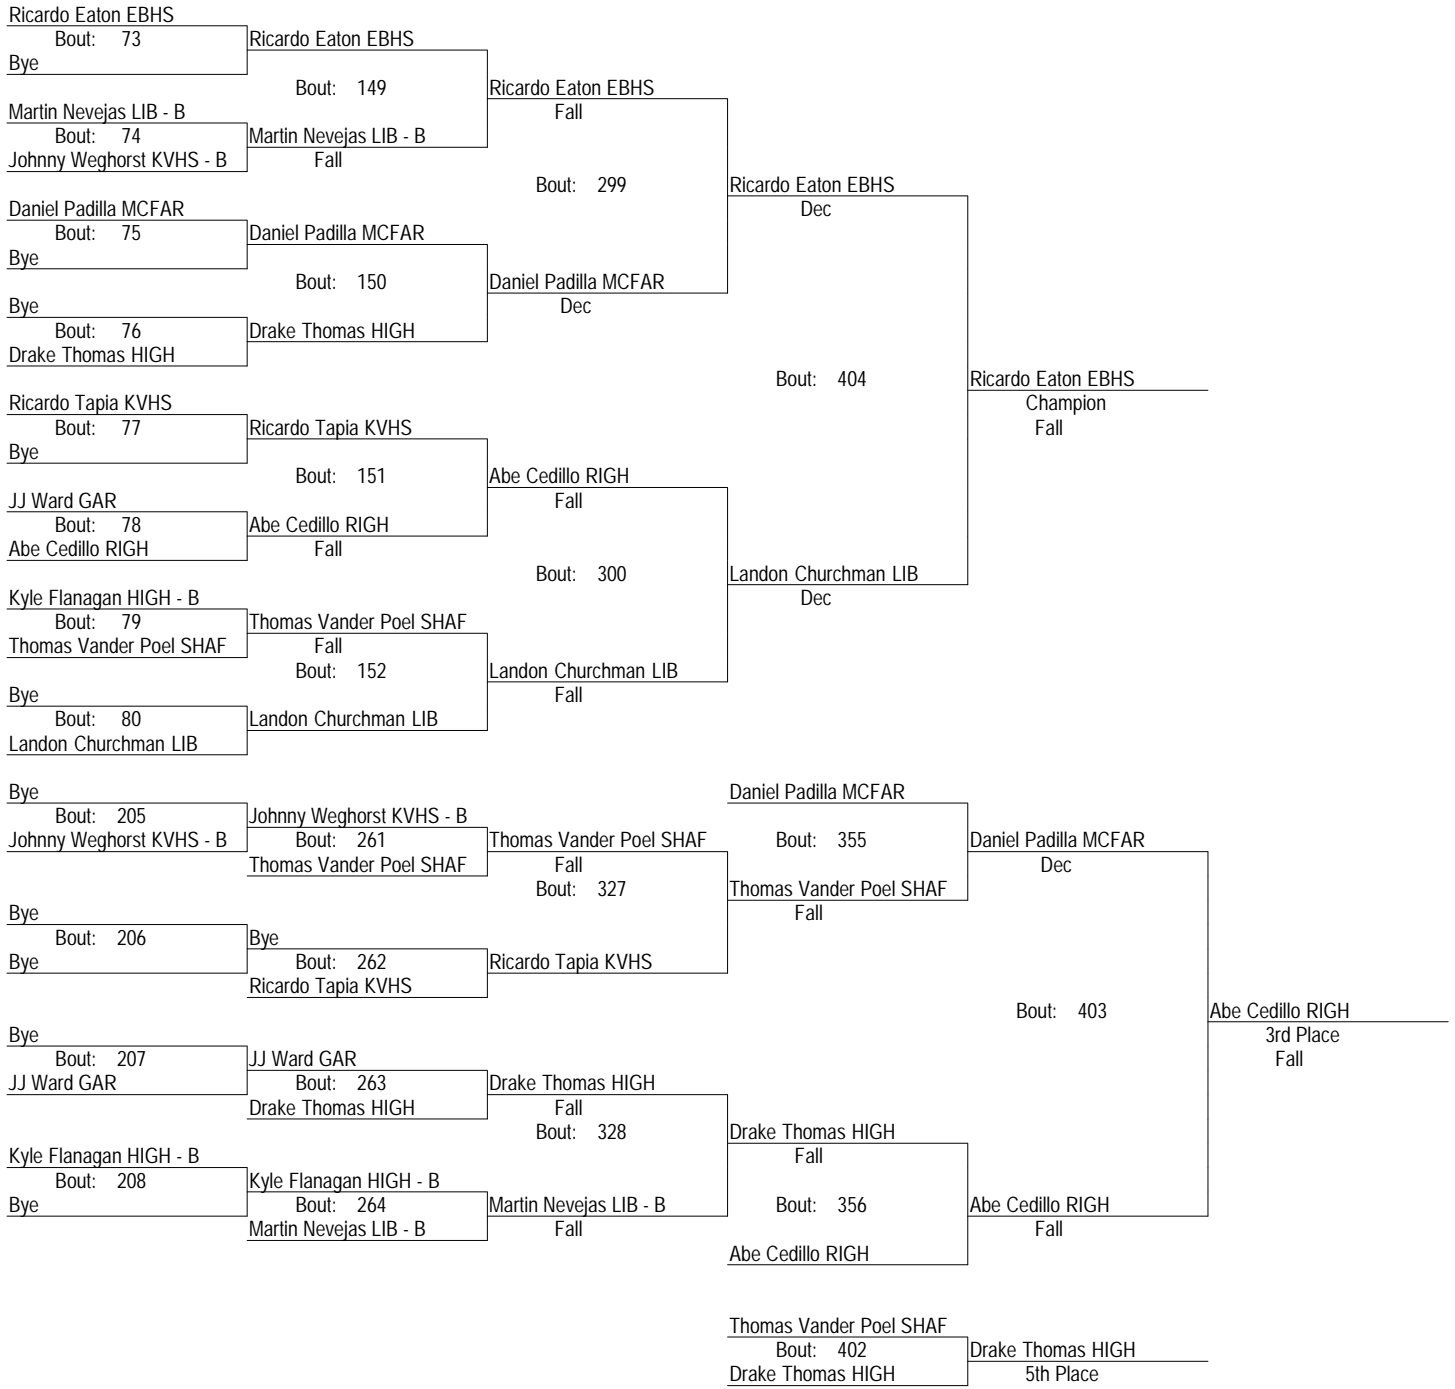 Ricardo Eaton EBHS
Bout: 73
Ricardo Eaton EBHS
Bye
Bout: 149
Ricardo Eaton EBHS
Martin Nevejas LIB - B
Fall
Bout: 74
Martin Nevejas LIB - B
Johnny Weghorst KVHS - B
Fall
Bout: 299
Ricardo Eaton EBHS
Daniel Padilla MCFAR
Dec
Bout: 75
Daniel Padilla MCFAR
Bye
Bout: 150
Daniel Padilla MCFAR
Bye
Dec
Bout: 76
Drake Thomas HIGH
Drake Thomas HIGH
Bout: 404
Ricardo Eaton EBHS
Ricardo Tapia KVHS
Champion
Bout: 77
Ricardo Tapia KVHS
Fall
Bye
Bout: 151
Abe Cedillo RIGH
JJ Ward GAR
Fall
Bout: 78
Abe Cedillo RIGH
Abe Cedillo RIGH
Fall
Bout: 300
Landon Churchman LIB
Kyle Flanagan HIGH - B
Dec
Bout: 79
Thomas Vander Poel SHAF
Thomas Vander Poel SHAF
Fall
Bout: 152
Landon Churchman LIB
Bye
Fall
Bout: 80
Landon Churchman LIB
Landon Churchman LIB
Bye
Daniel Padilla MCFAR
Bout: 205
Johnny Weghorst KVHS - B
Johnny Weghorst KVHS - B
Bout: 261
Thomas Vander Poel SHAF
Bout: 355
Daniel Padilla MCFAR
Thomas Vander Poel SHAF
Fall
Dec
Bout: 327
Thomas Vander Poel SHAF
Bye
Fall
Bout: 206
Bye
Bye
Bout: 262
Ricardo Tapia KVHS
Ricardo Tapia KVHS
Bout: 403
Abe Cedillo RIGH
Bye
3rd Place
Bout: 207
JJ Ward GAR
Fall
JJ Ward GAR
Bout: 263
Drake Thomas HIGH
Drake Thomas HIGH
Fall
Bout: 328
Drake Thomas HIGH
Kyle Flanagan HIGH - B
Fall
Bout: 208
Kyle Flanagan HIGH - B
Bye
Bout: 264
Martin Nevejas LIB - B
Bout: 356
Abe Cedillo RIGH
Martin Nevejas LIB - B
Fall
Fall
Abe Cedillo RIGH
Thomas Vander Poel SHAF
Bout: 402
Drake Thomas HIGH
Drake Thomas HIGH
5th Place